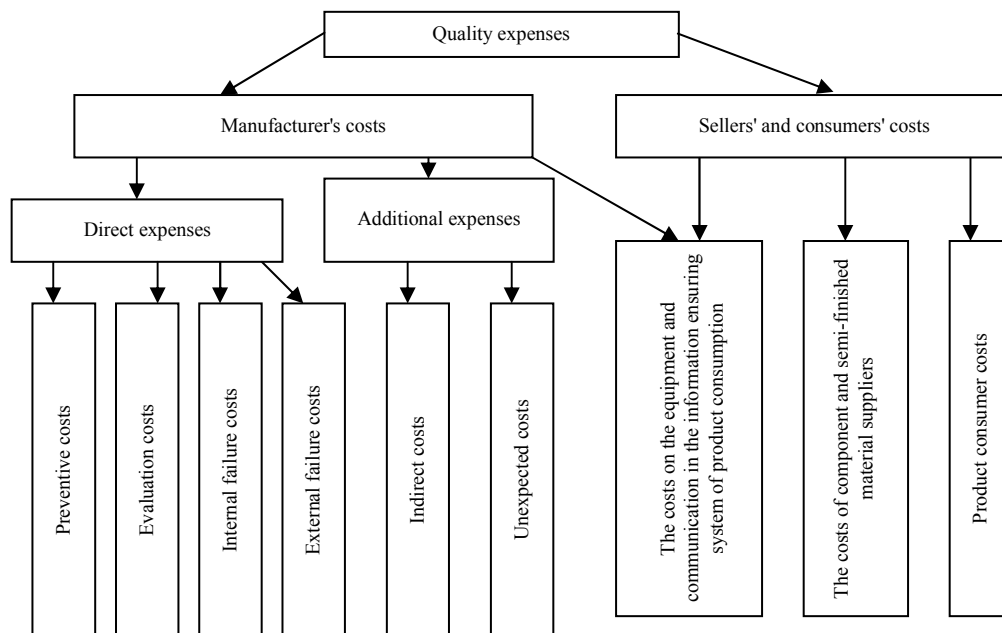 Quality expenses
Manufacturer's costs
Sellers' and consumers' costs
Direct expenses
Additional expenses
Preventive costs
Evaluation costs
Internal failure costs
External failure costs
Indirect costs
Unexpected costs
The costs on the equipment and
communication in the information ensuring
system of product consumption
The costs of component and semi-finished
material suppliers
Product consumer costs